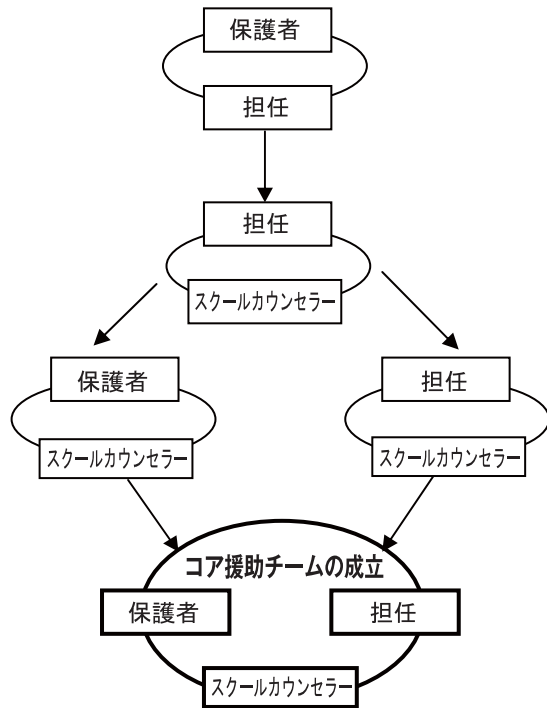 保護者
担任
担任
スクールカウンセラー
保護者
担任
スクールカウンセラー
スクールカウンセラー
コア援助チームの成立
保護者
担任
スクールカウンセラー